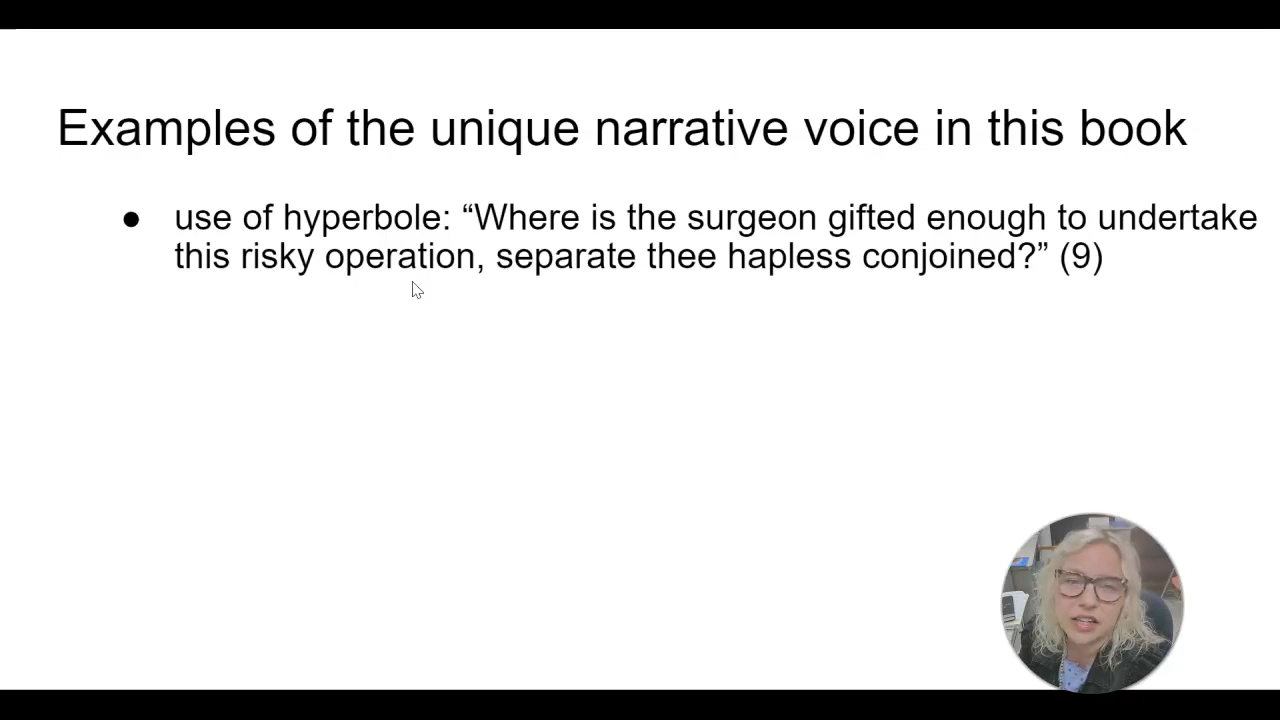 Examples of the unique narrative voice in this book
● use of hyperbole: “Where is the surgeon gifted enough to undertake
this risky operation, separate thee hapless conjoined?” (9)